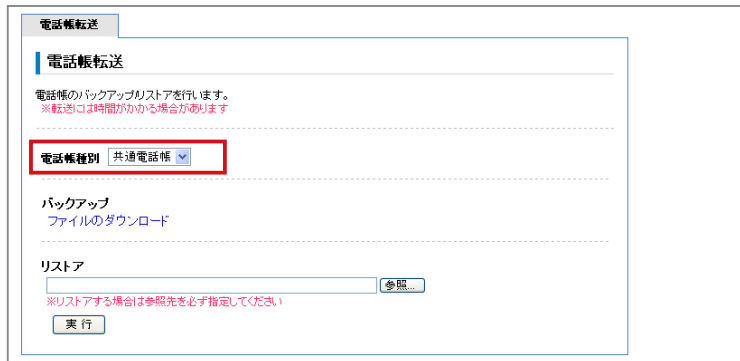 電話帳転送
電話帳転送
電話帳のバックアップ/リストアを行います。
※転送には時間がかかる場合があります
電話帳種別 共通電話帳
バックアップ
ファイルのダウンロード
リストア
参照...
※リストアする場合は参照先を必ず指定してください
実行